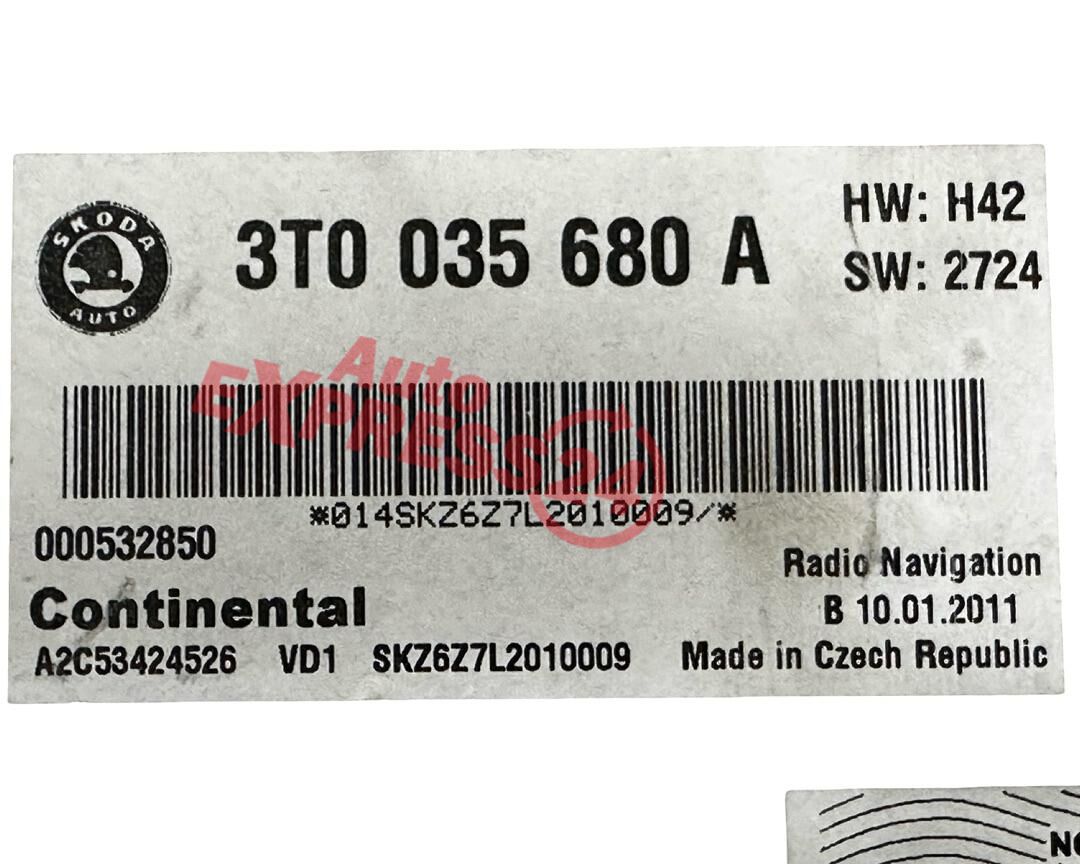 SKODA
AUTO
3T0 035 680 A
HW: H42
SW: 2724
Auto
EXPRESS24
*014SKZ6Z7L2010009/*
000532850
Continental
A2C53424526 VD1 SKZ6Z7L2010009
Radio Navigation
B 10.01.2011
Made in Czech Republic